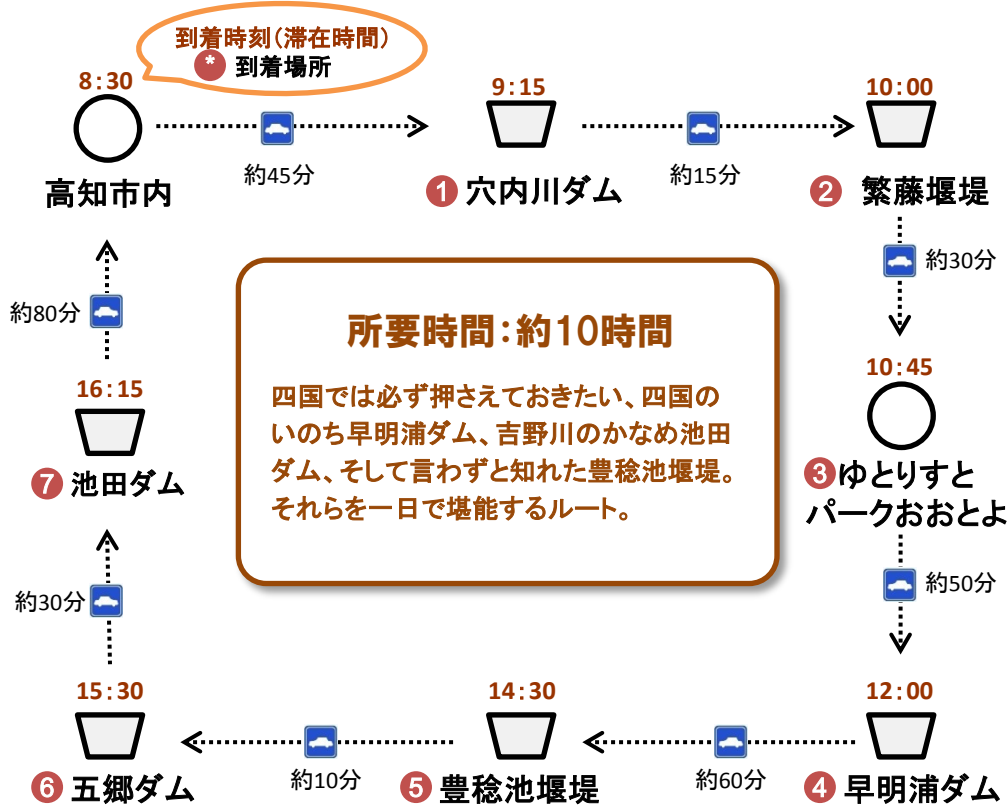 到着時刻（滞在時間）
* 到着場所
8:30
高知市内
約45分
9:15
1 穴内川ダム
約15分
10:00
2 繁藤堰堤
約30分
10:45
3 ゆとりすと
パークおおとよ
約50分
12:00
4 早明浦ダム
約60分
14:30
5 豊稔池堰堤
約10分
15:30
6 五郷ダム
約30分
16:15
7 池田ダム
約80分
所要時間：約10時間
四国では必ず押さえておきたい、四国の
いのち早明浦ダム、吉野川のかなめ池田
ダム、そして言わずと知れた豊稔池堰堤。
それらを一日で堪能するルート。